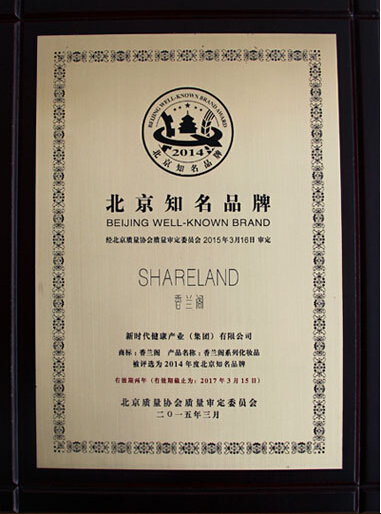 BEIJING WELL-KNOWN BRAND AWARD
2014
北京知名品牌
北京知名品牌
BEIJING WELL-KNOWN BRAND
经北京质量协会质量审定委员会 2015年3月16日 审定
SHARELAND
香兰阁
新时代健康产业(集团)有限公司
商标:香兰阁 产品名称:香兰阁系列化妆品
被评选为 2014 年度北京知名品牌
有效期两年(有效期截止为:2017 年 3 月 15 日)
北京质量协会质量审定委员会
二〇一五年三月